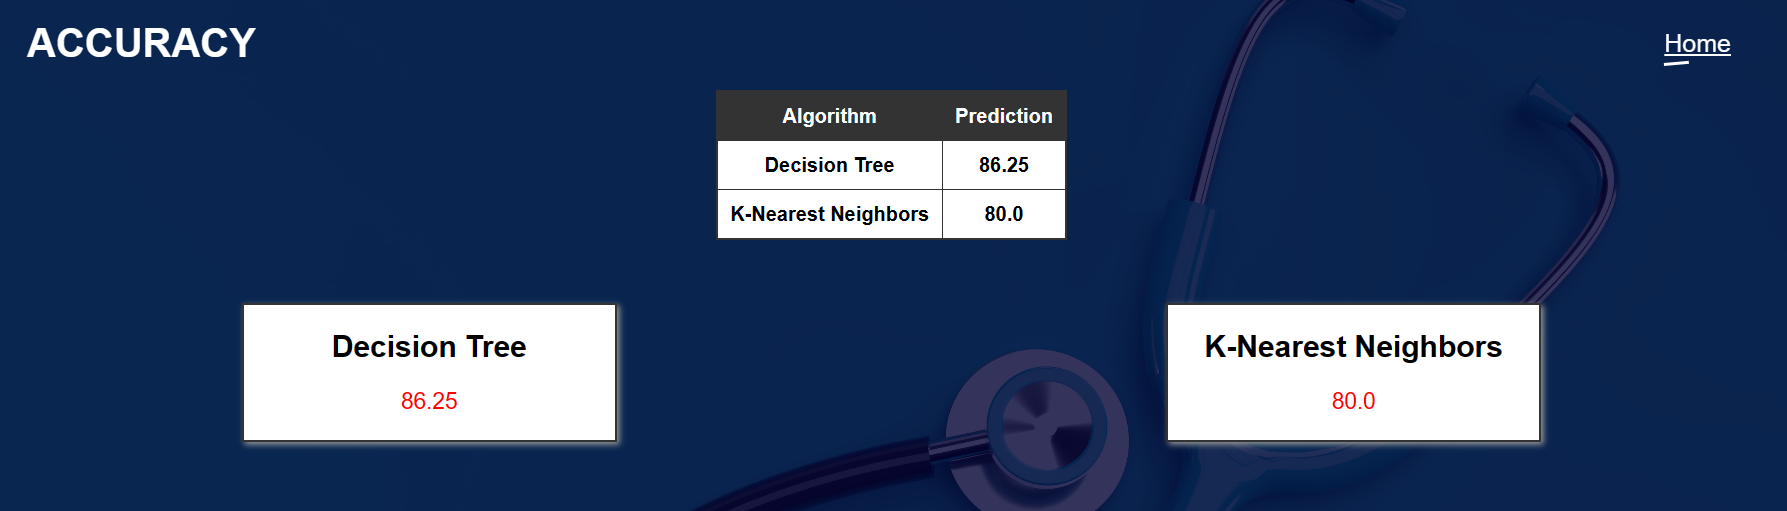 ACCURACY
Home
Algorithm Prediction
Decision Tree 86.25
K-Nearest Neighbors 80.0
Decision Tree
86.25
K-Nearest Neighbors
80.0